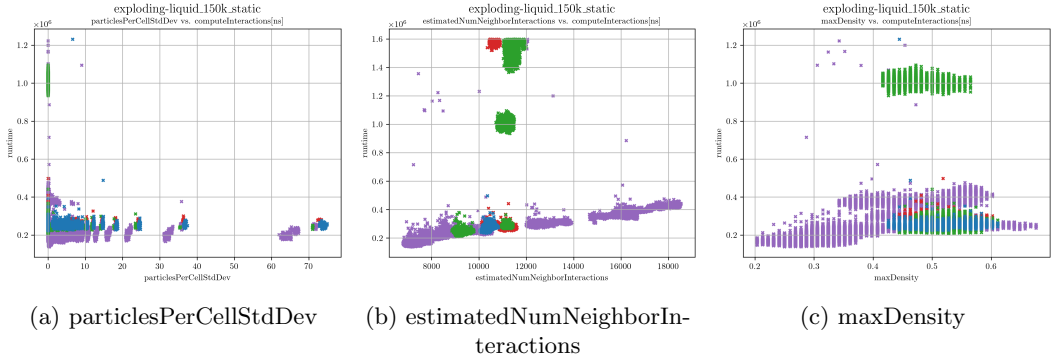 exploding-liquid_150k_static
particlesPerCellStdDev vs. computeInteractions[ns]
×10⁶
1.2
1.0
0.8
0.6
0.4
0.2
runtime
0 10 20 30 40 50 60 70
particlesPerCellStdDev
(a) particlesPerCellStdDev
exploding-liquid_150k_static
estimatedNumNeighborInteractions vs. computeInteractions[ns]
×10⁶
1.6
1.4
1.2
1.0
0.8
0.6
0.4
0.2
runtime
8000 10000 12000 14000 16000 18000
estimatedNumNeighborInteractions
(b) estimatedNumNeighborIn-
teractions
exploding-liquid_150k_static
maxDensity vs. computeInteractions[ns]
×10⁶
1.2
1.0
0.8
0.6
0.4
0.2
runtime
0.2 0.3 0.4 0.5 0.6
maxDensity
(c) maxDensity